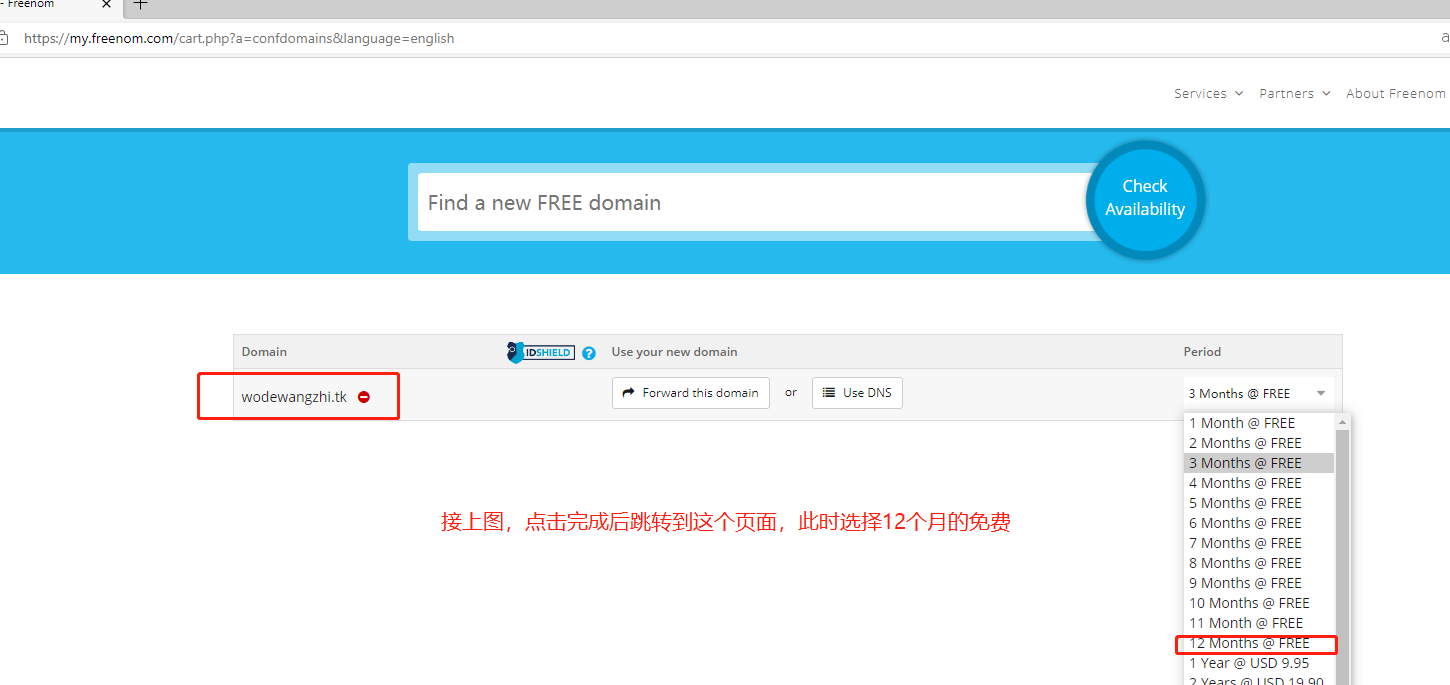 - Freenom
https://my.freenom.com/cart.php?a=confdomains&language=english
Services Partners About Freenom
Find a new FREE domain
Check
Availability
Domain IDSHIELD ? Use your new domain Period
wodewangzhi.tk Forward this domain or Use DNS 3 Months @ FREE
1 Month @ FREE
2 Months @ FREE
3 Months @ FREE
4 Months @ FREE
5 Months @ FREE
接上图，点击完成后跳转到这个页面，此时选择12个月的免费
6 Months @ FREE
7 Months @ FREE
8 Months @ FREE
9 Months @ FREE
10 Months @ FREE
11 Month @ FREE
12 Months @ FREE
1 Year @ USD 9.95
2 Years @ USD 19.90